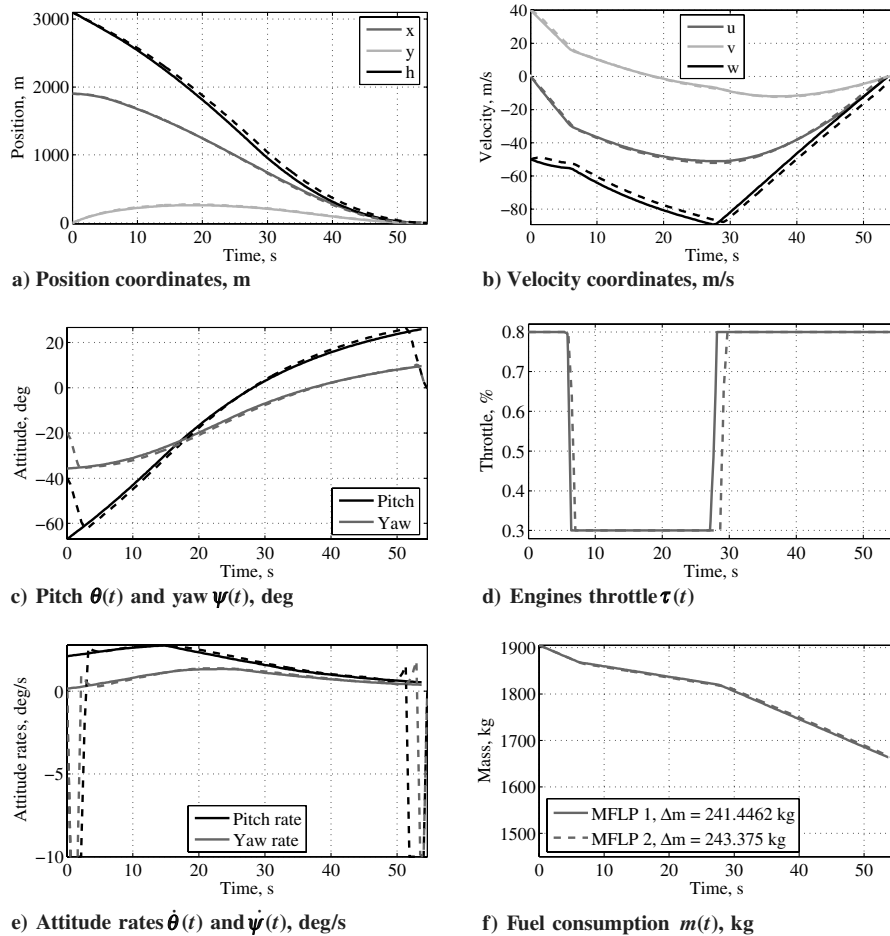 3000
2000
1000
0
Position, m
x
y
h
0 10 20 30 40 50
Time, s
a) Position coordinates, m
40
20
0
−20
−40
−60
−80
Velocity, m/s
u
v
w
0 10 20 30 40 50
Time, s
b) Velocity coordinates, m/s
20
0
−20
−40
−60
Attitude, deg
Pitch
Yaw
0 10 20 30 40 50
Time, s
c) Pitch θ(t) and yaw ψ(t), deg
0.8
0.7
0.6
0.5
0.4
0.3
Throttle, %
0 10 20 30 40 50
Time, s
d) Engines throttle τ(t)
0
−5
−10
Attitude rates, deg/s
Pitch rate
Yaw rate
0 10 20 30 40 50
Time, s
e) Attitude rates θ̇(t) and ψ̇(t), deg/s
1900
1800
1700
1600
1500
Mass, kg
MFLP 1, Δm = 241.4462 kg
MFLP 2, Δm = 243.375 kg
0 10 20 30 40 50
Time, s
f) Fuel consumption m(t), kg